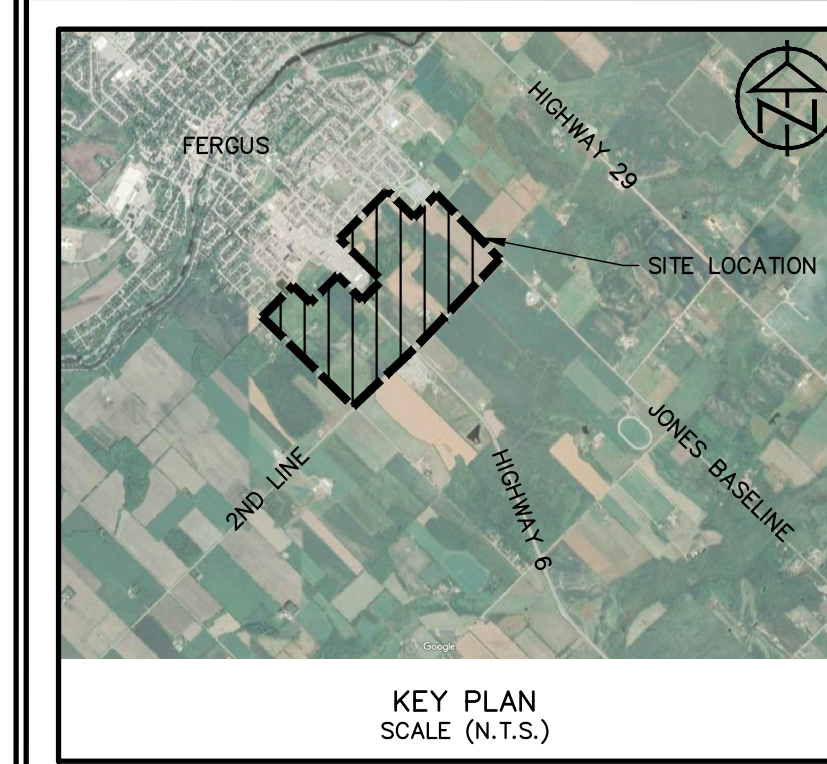 FERGUS
HIGHWAY 29
N
SITE LOCATION
JONES BASELINE
2ND LINE
HIGHWAY 6
Google
KEY PLAN
SCALE (N.T.S.)